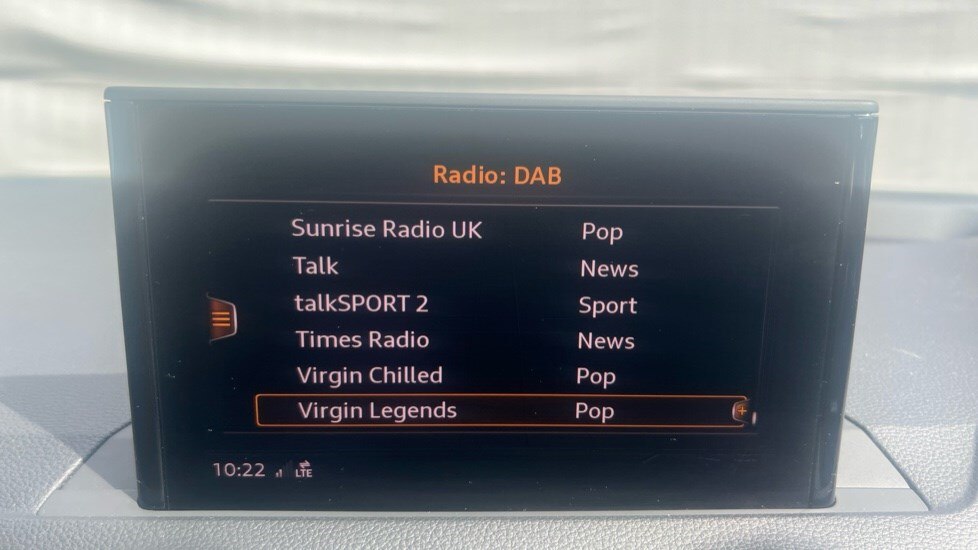 Radio: DAB
Sunrise Radio UK Pop
Talk News
talkSPORT 2 Sport
Times Radio News
Virgin Chilled Pop
Virgin Legends Pop
10:22 LTE